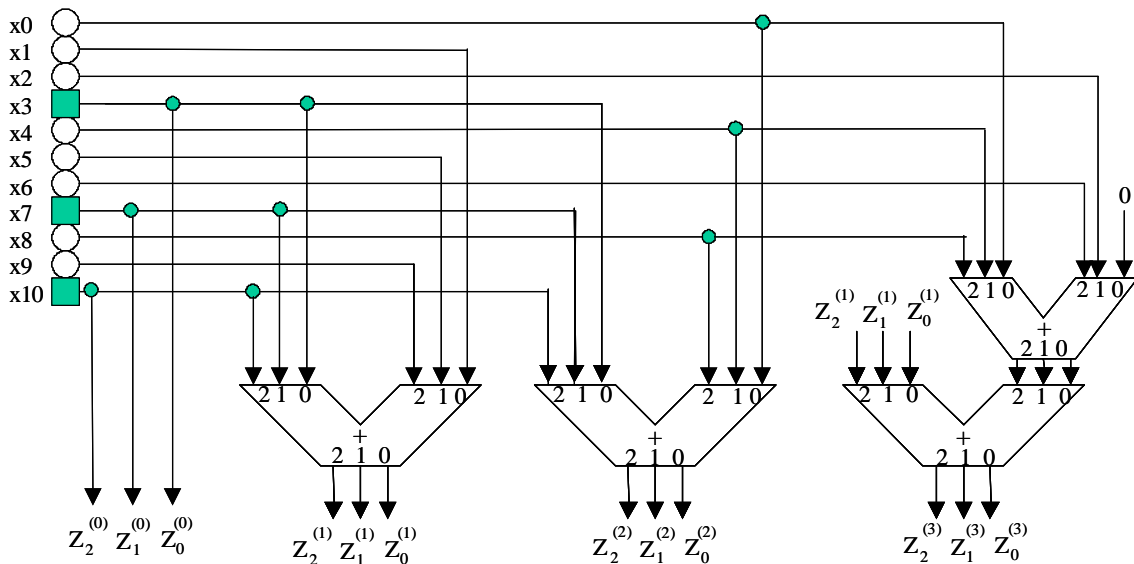 x0
x1
x2
x3
x4
x5
x6
x7
x8
x9
x10
0
2 1 0 2 1 0
+
2 1 0
Z2(1) Z1(1) Z0(1)
2 1 0 2 1 0
+
2 1 0
2 1 0 2 1 0
+
2 1 0
2 1 0 2 1 0
+
2 1 0
Z2(0) Z1(0) Z0(0)
Z2(1) Z1(1) Z0(1)
Z2(2) Z1(2) Z0(2)
Z2(3) Z1(3) Z0(3)